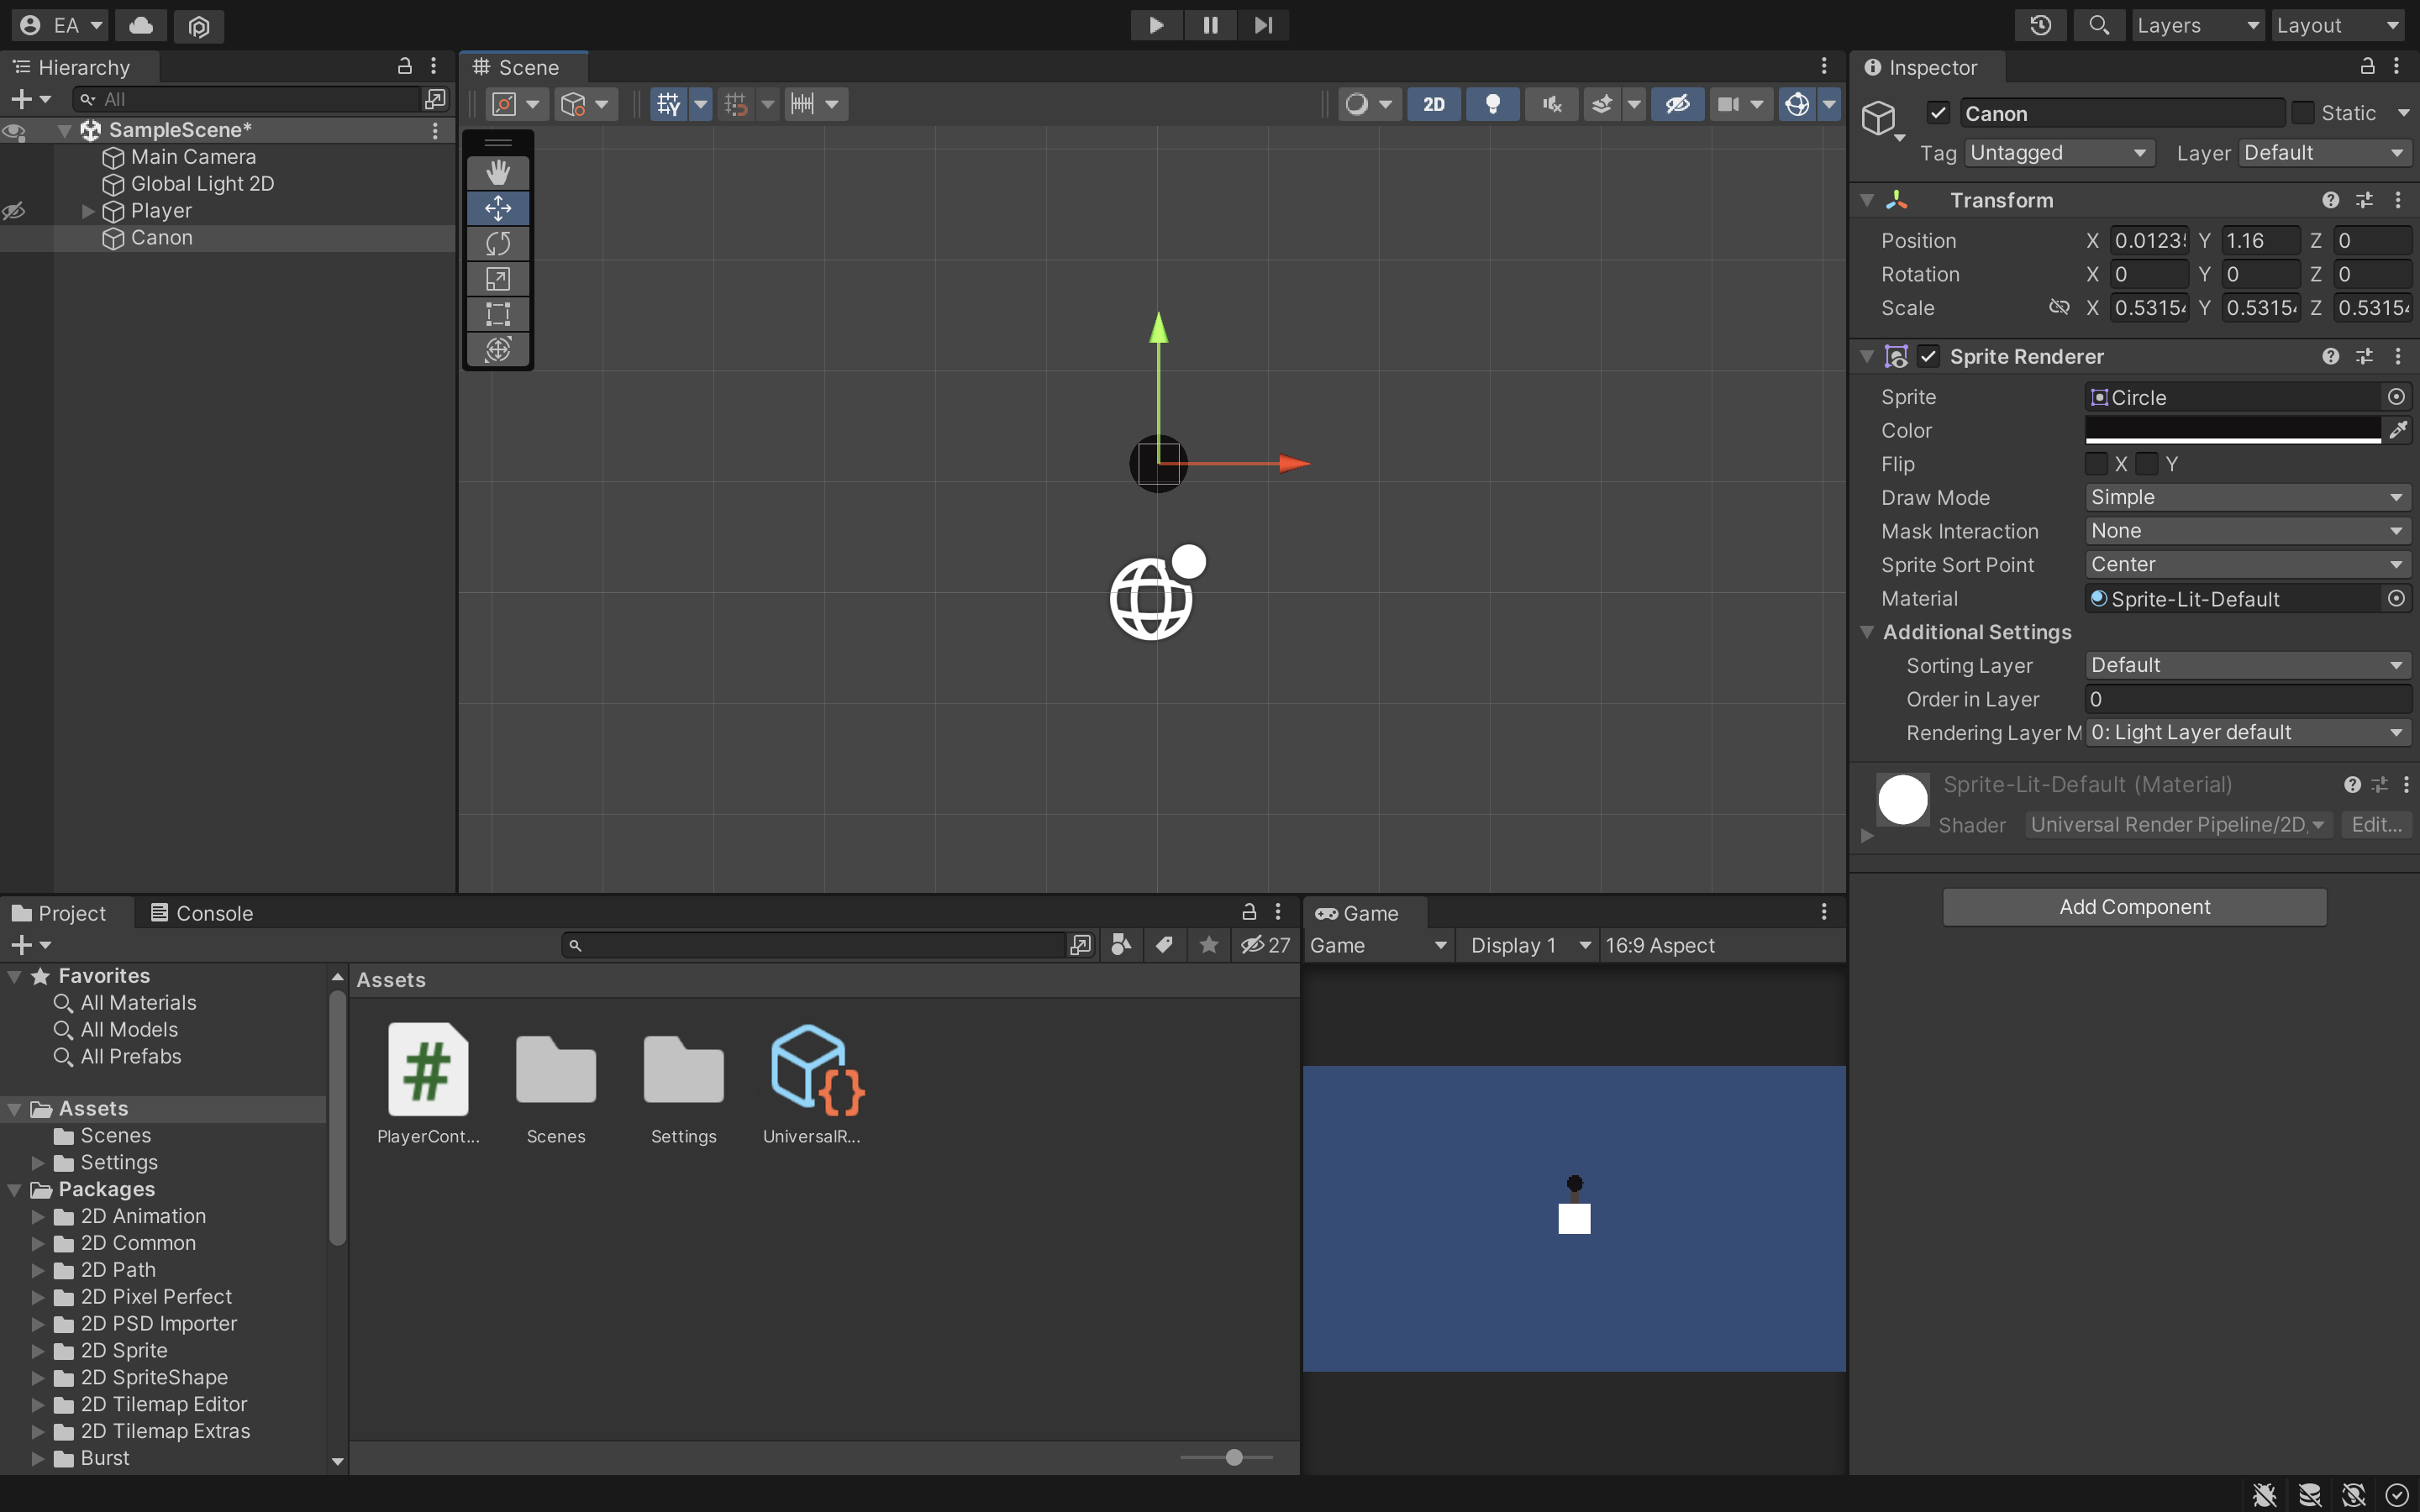 EA
Layers
Layout
Hierarchy
All
SampleScene*
Main Camera
Global Light 2D
Player
Canon
Scene
2D
Inspector
Canon
Static
Tag Untagged Layer Default
Transform
Position X 0.0123 Y 1.16 Z 0
Rotation X 0 Y 0 Z 0
Scale X 0.5315 Y 0.5315 Z 0.5315
Sprite Renderer
Sprite Circle
Color
Flip X Y
Draw Mode Simple
Mask Interaction None
Sprite Sort Point Center
Material Sprite-Lit-Default
Additional Settings
Sorting Layer Default
Order in Layer 0
Rendering Layer M 0: Light Layer default
Sprite-Lit-Default (Material)
Shader Universal Render Pipeline/2D, Edit...
Add Component
Project
Console
27
Favorites
All Materials
All Models
All Prefabs
Assets
Scenes
Settings
Packages
2D Animation
2D Common
2D Path
2D Pixel Perfect
2D PSD Importer
2D Sprite
2D SpriteShape
2D Tilemap Editor
2D Tilemap Extras
Burst
Assets
PlayerCont...
Scenes
Settings
UniversalR...
Game
Game Display 1 16:9 Aspect